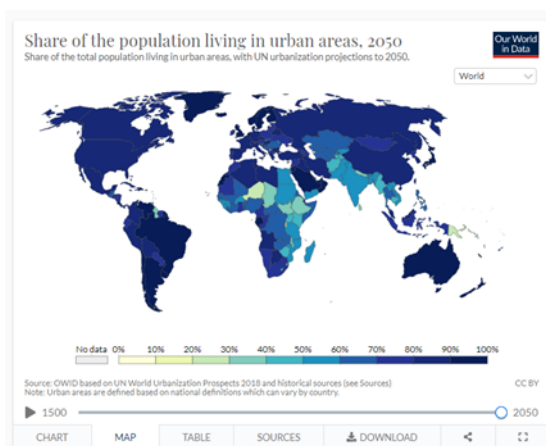 Share of the population living in urban areas, 2050
Share of the total population living in urban areas, with UN urbanization projections to 2050.
Our World
in Data
World
No data 0% 10% 20% 30% 40% 50% 60% 70% 80% 90% 100%
Source: OWID based on UN World Urbanization Prospects 2018 and historical sources (see Sources)
CC BY
Note: Urban areas are defined based on national definitions which can vary by country.
1500
2050
CHART MAP TABLE SOURCES DOWNLOAD